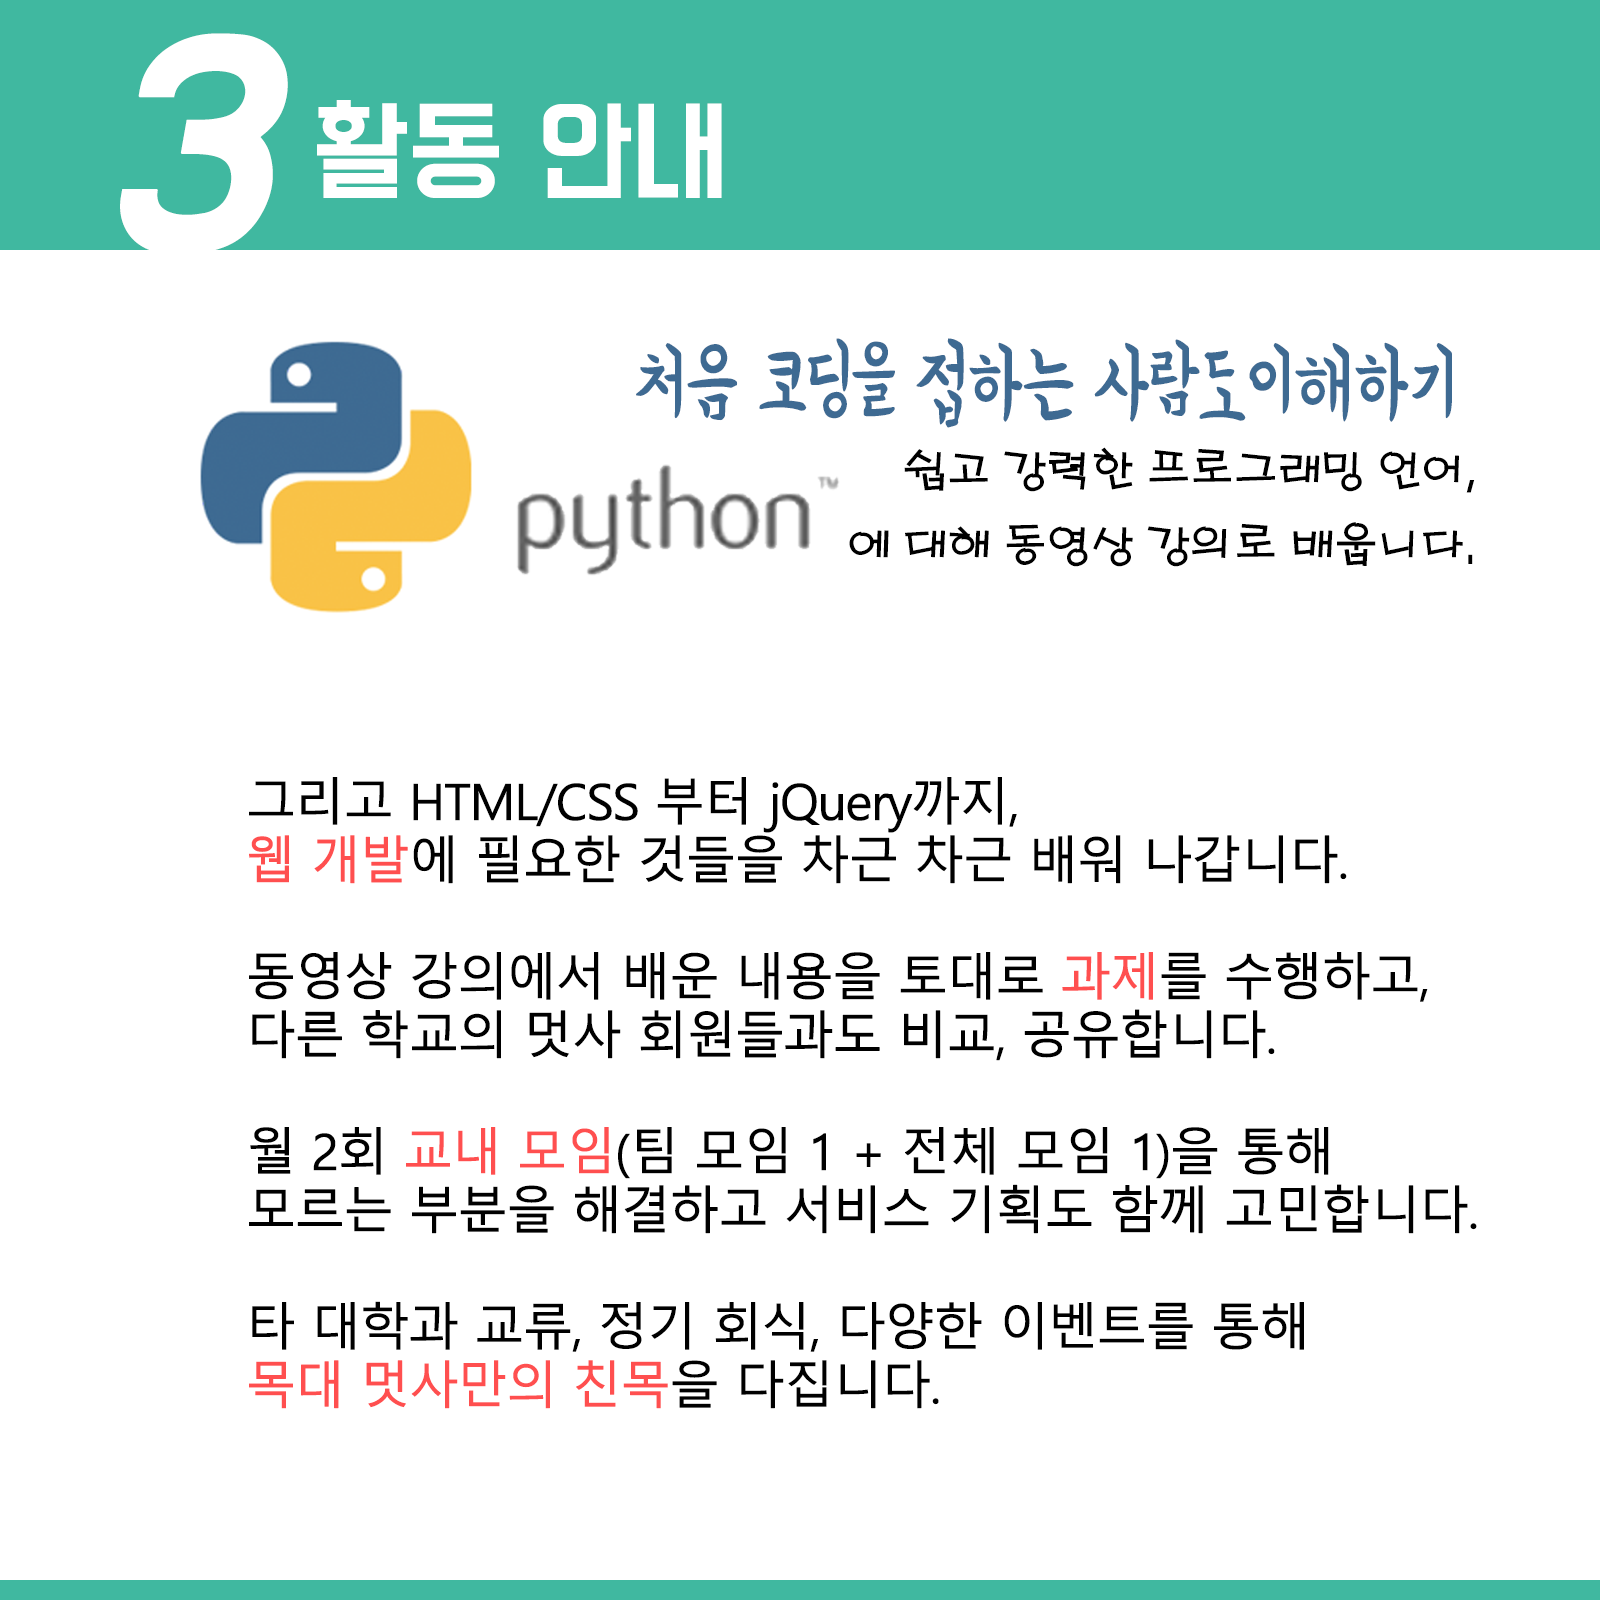 3 활동 안내
처음 코딩을 접하는 사람도이해하기
쉽고 강력한 프로그래밍 언어,
python™
에 대해 동영상 강의로 배웁니다.
그리고 HTML/CSS 부터 jQuery까지,
웹 개발에 필요한 것들을 차근 차근 배워 나갑니다.
동영상 강의에서 배운 내용을 토대로 과제를 수행하고,
다른 학교의 멋사 회원들과도 비교, 공유합니다.
월 2회 교내 모임(팀 모임 1 + 전체 모임 1)을 통해
모르는 부분을 해결하고 서비스 기획도 함께 고민합니다.
타 대학과 교류, 정기 회식, 다양한 이벤트를 통해
목대 멋사만의 친목을 다집니다.